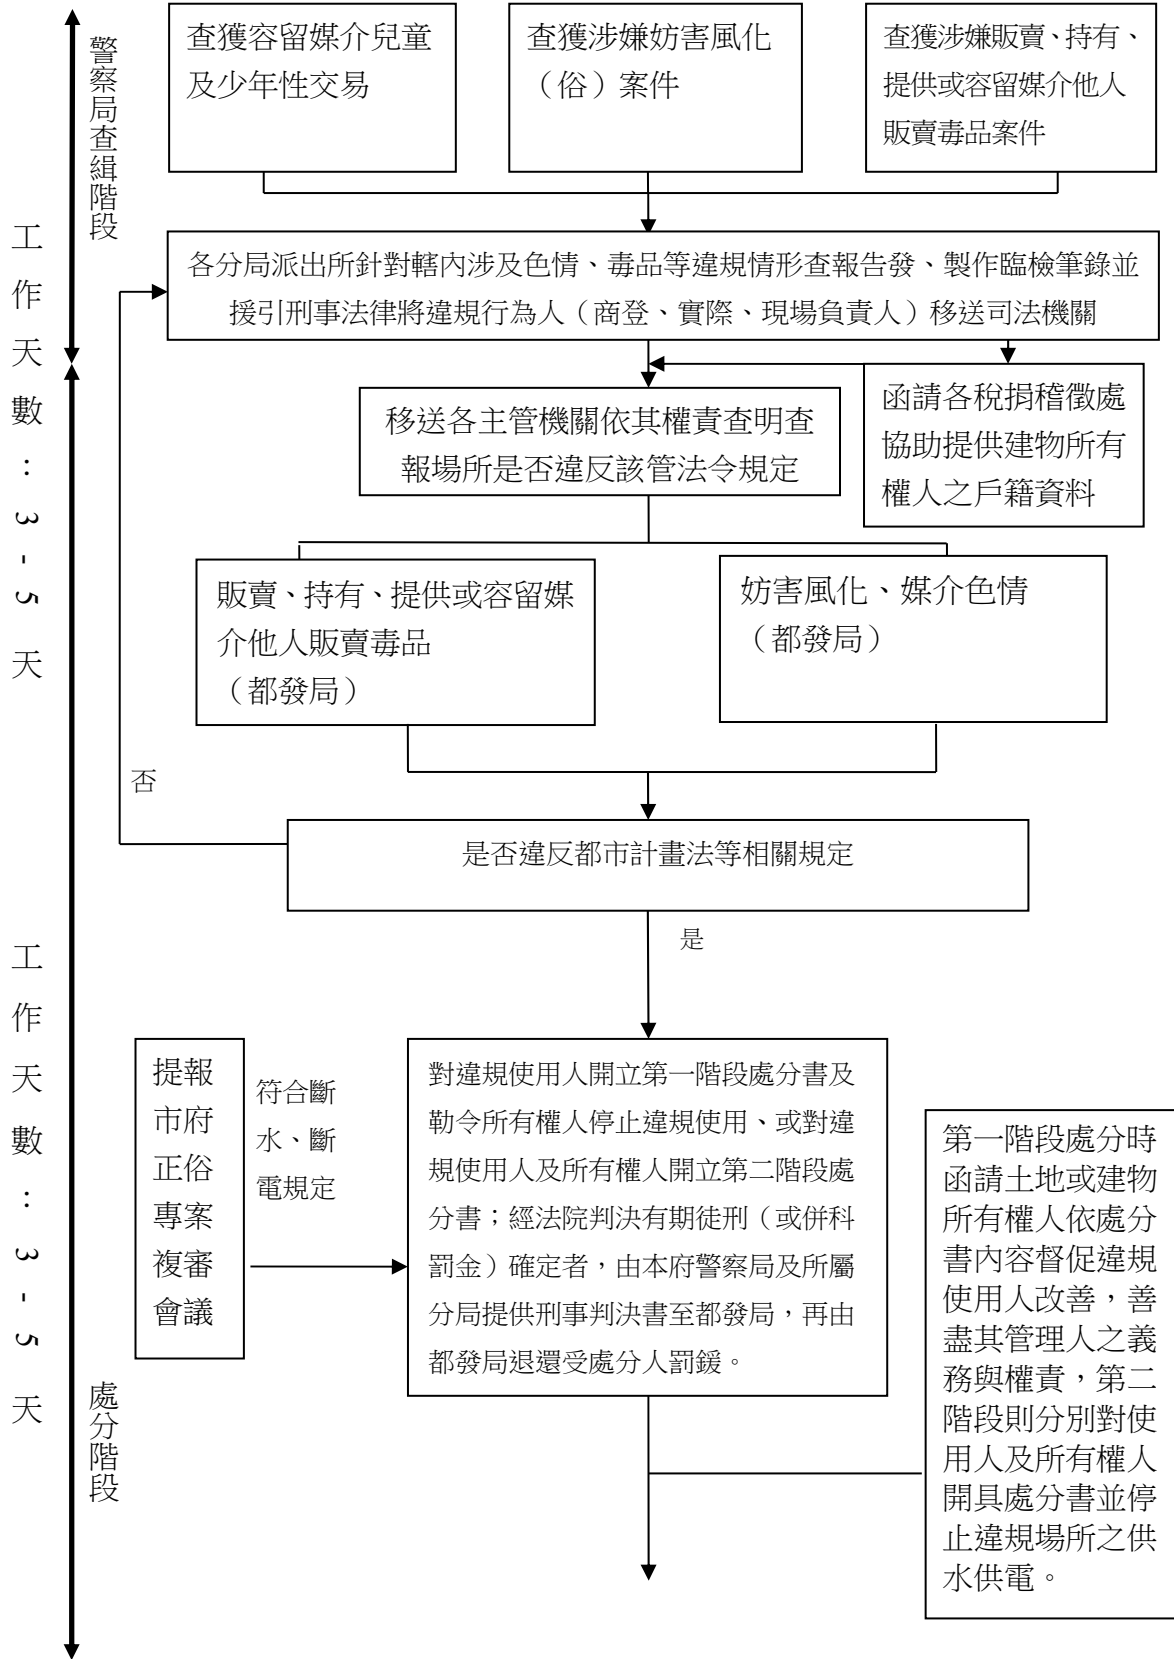 警察局查緝階段
工作天數：3-5天
查獲容留媒介兒童
及少年性交易
查獲涉嫌妨害風化
（俗）案件
查獲涉嫌販賣、持有、
提供或容留媒介他人
販賣毒品案件
各分局派出所針對轄內涉及色情、毒品等違規情形查報告發、製作臨檢筆錄並
援引刑事法律將違規行為人（商登、實際、現場負責人）移送司法機關
移送各主管機關依其權責查明查
報場所是否違反該管法令規定
函請各稅捐稽徵處
協助提供建物所有
權人之戶籍資料
販賣、持有、提供或容留媒
介他人販賣毒品
（都發局）
妨害風化、媒介色情
（都發局）
否
是否違反都市計畫法等相關規定
是
工作天數：3-5天
處分階段
提報
市府
正俗
專案
複審
會議
符合斷
水、斷
電規定
對違規使用人開立第一階段處分書及
勒令所有權人停止違規使用、或對違
規使用人及所有權人開立第二階段處
分書；經法院判決有期徒刑（或併科
罰金）確定者，由本府警察局及所屬
分局提供刑事判決書至都發局，再由
都發局退還受處分人罰鍰。
第一階段處分時
函請土地或建物
所有權人依處分
書內容督促違規
使用人改善，善
盡其管理人之義
務與權責，第二
階段則分別對使
用人及所有權人
開具處分書並停
止違規場所之供
水供電。